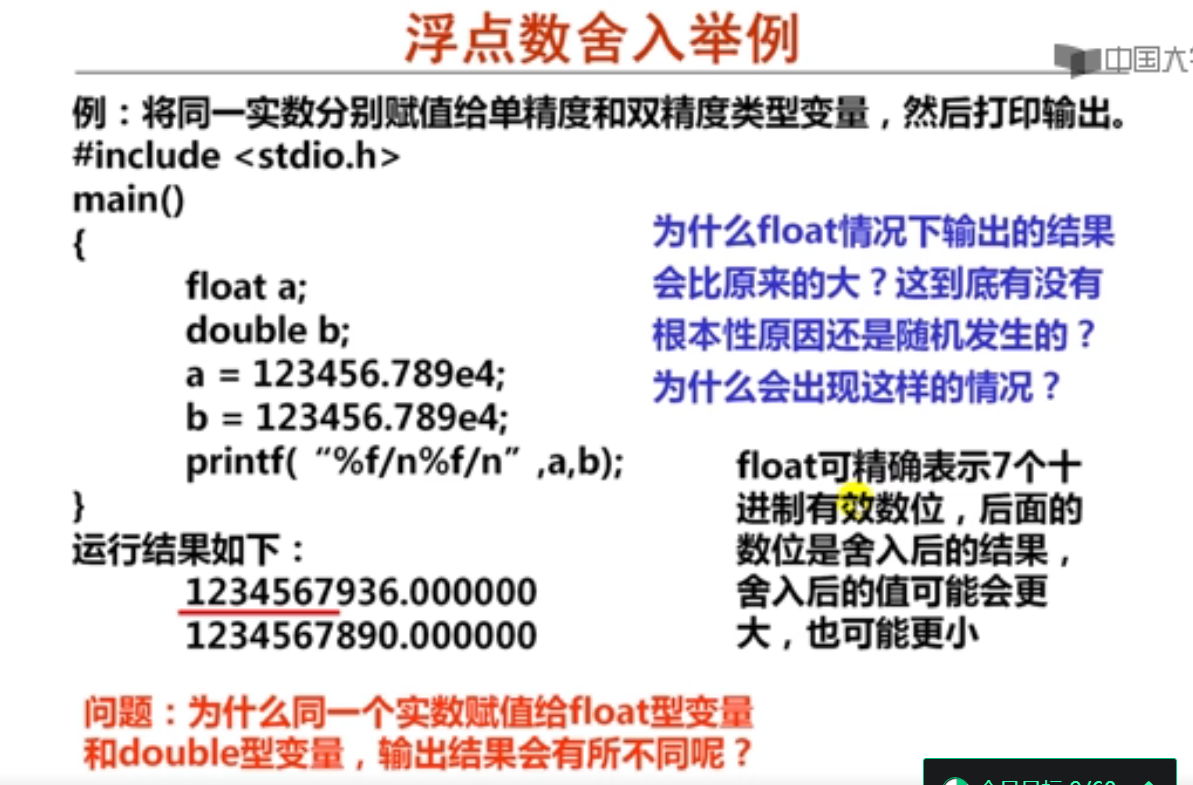 浮点数舍入举例
中国大
例：将同一实数分别赋值给单精度和双精度类型变量，然后打印输出。
#include <stdio.h>
main()
{
float a;
double b;
a = 123456.789e4;
b = 123456.789e4;
printf( “%f/n%f/n” ,a,b);
}
运行结果如下：
1234567936.000000
1234567890.000000
为什么float情况下输出的结果
会比原来的大？这到底有没有
根本性原因还是随机发生的？
为什么会出现这样的情况？
float可精确表示7个十
进制有效数位，后面的
数位是舍入后的结果，
舍入后的值可能会更
大，也可能更小
问题：为什么同一个实数赋值给float型变量
和double型变量，输出结果会有所不同呢？